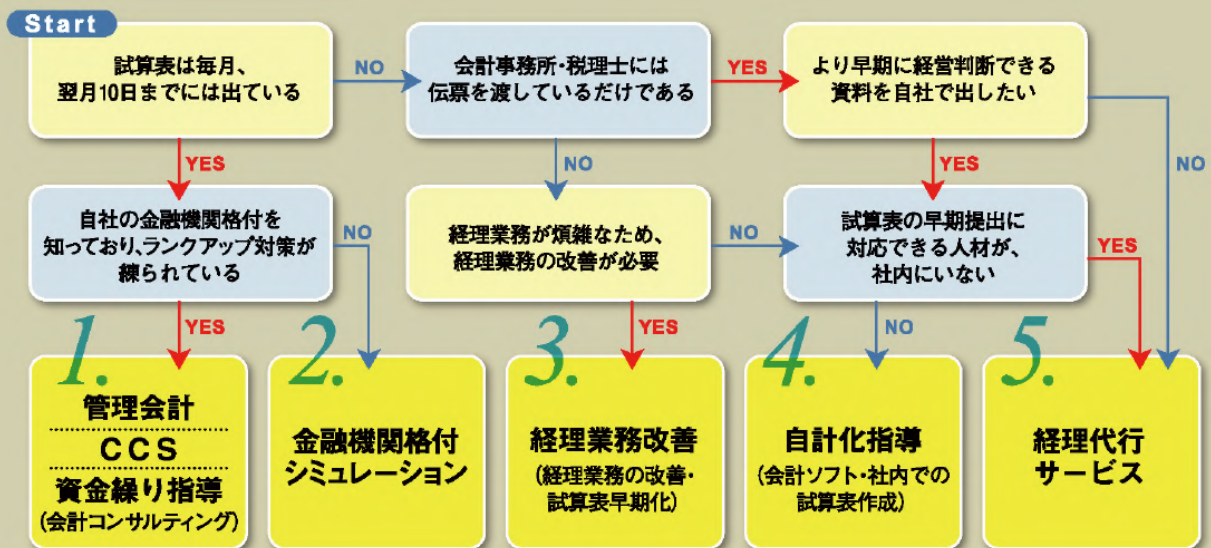 Start
試算表は毎月、
翌月10日までには出ている
NO
会計事務所・税理士には
伝票を渡しているだけである
YES
より早期に経営判断できる
資料を自社で出したい
YES
NO
YES
NO
自社の金融機関格付を
知っており、ランクアップ対策が
練られている
NO
経理業務が煩雑なため、
経理業務の改善が必要
NO
試算表の早期提出に
対応できる人材が、
社内にいない
YES
YES
YES
NO
1.
管理会計
CCS
資金繰り指導
(会計コンサルティング)
2.
金融機関格付
シミュレーション
3.
経理業務改善
(経理業務の改善・
試算表早期化)
4.
自計化指導
(会計ソフト・社内での
試算表作成)
5.
経理代行
サービス